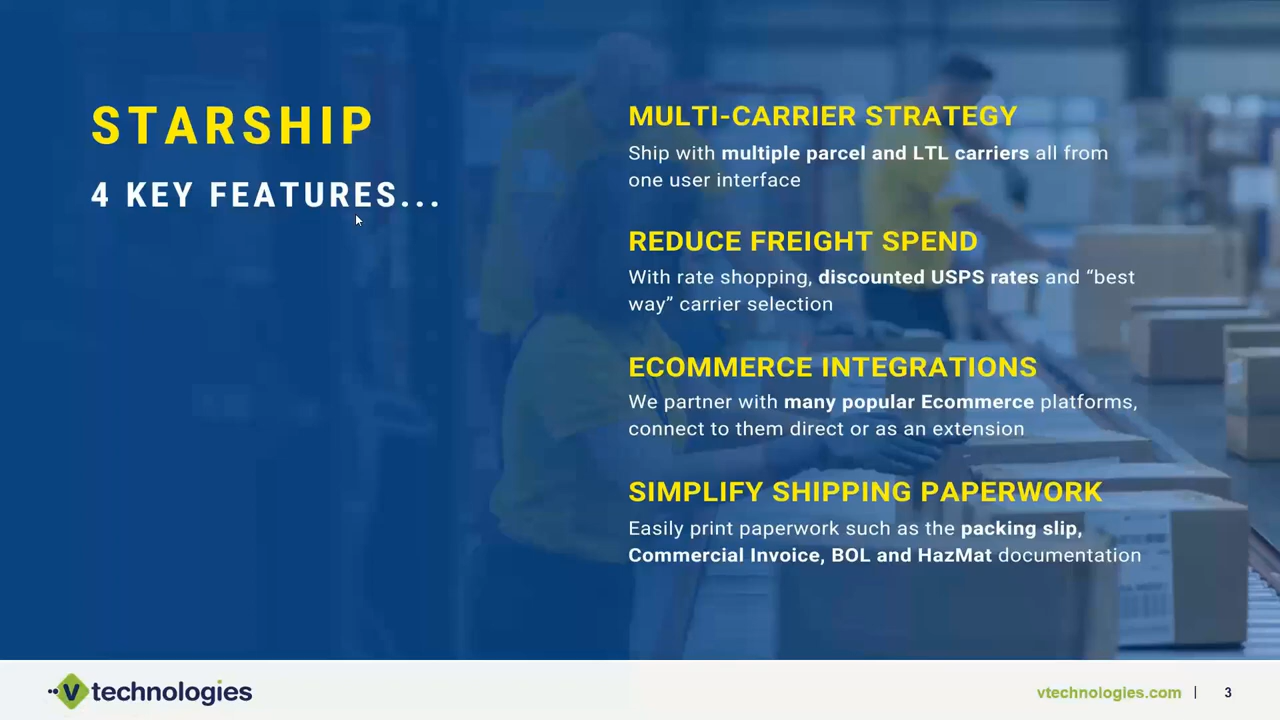 STARSHIP
4 KEY FEATURES...
MULTI-CARRIER STRATEGY
Ship with multiple parcel and LTL carriers all from
one user interface
REDUCE FREIGHT SPEND
With rate shopping, discounted USPS rates and “best
way” carrier selection
ECOMMERCE INTEGRATIONS
We partner with many popular Ecommerce platforms,
connect to them direct or as an extension
SIMPLIFY SHIPPING PAPERWORK
Easily print paperwork such as the packing slip,
Commercial Invoice, BOL and HazMat documentation
V technologies
vtechnologies.com | 3